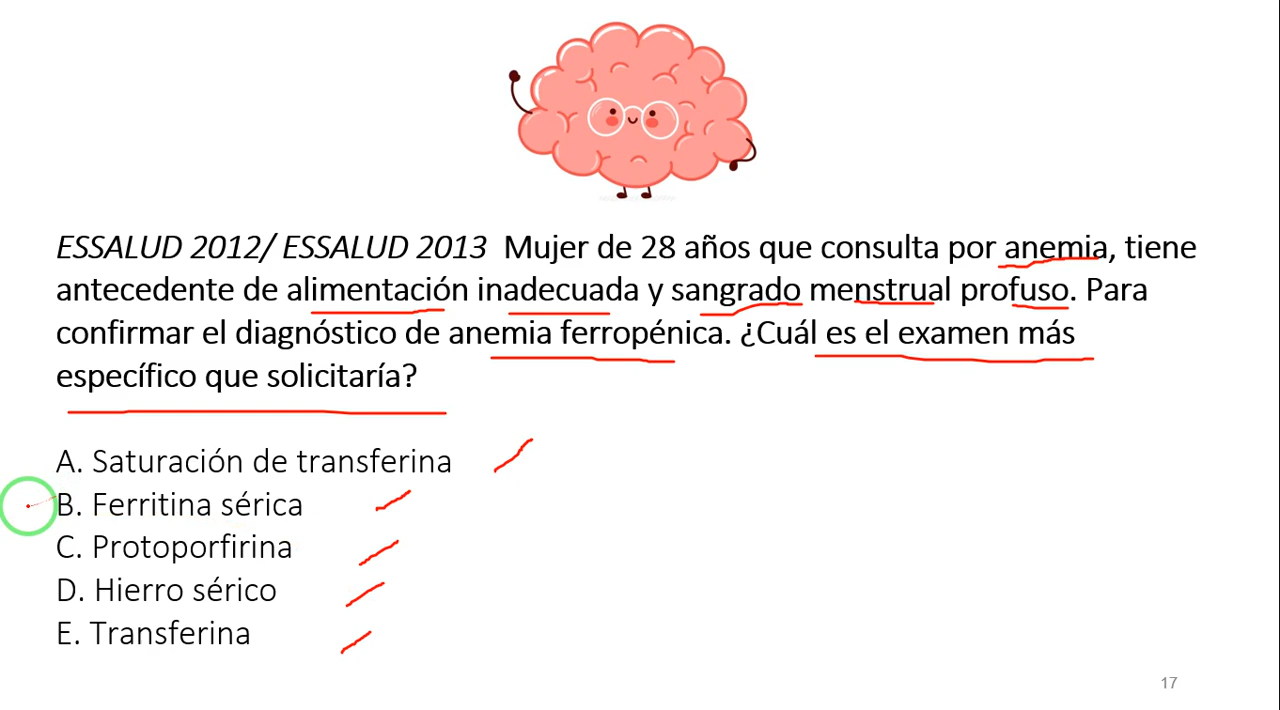 ESSALUD 2012/ ESSALUD 2013 Mujer de 28 años que consulta por anemia, tiene
antecedente de alimentación inadecuada y sangrado menstrual profuso. Para
confirmar el diagnóstico de anemia ferropénica. ¿Cuál es el examen más
específico que solicitaría?
A. Saturación de transferina
B. Ferritina sérica
C. Protoporfirina
D. Hierro sérico
E. Transferina
17